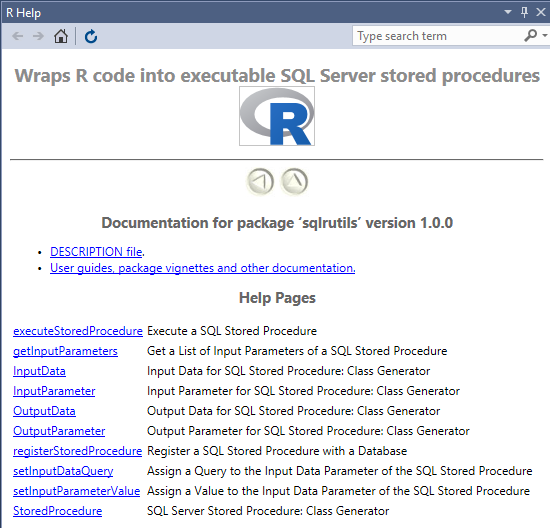 R Help
Type search term
Wraps R code into executable SQL Server stored procedures
R
Documentation for package ‘sqlrutils’ version 1.0.0
• DESCRIPTION file.
• User guides, package vignettes and other documentation.
Help Pages
executeStoredProcedure Execute a SQL Stored Procedure
getInputParameters Get a List of Input Parameters of a SQL Stored Procedure
InputData Input Data for SQL Stored Procedure: Class Generator
InputParameter Input Parameter for SQL Stored Procedure: Class Generator
OutputData Output Data for SQL Stored Procedure: Class Generator
OutputParameter Output Parameter for SQL Stored Procedure: Class Generator
registerStoredProcedure Register a SQL Stored Procedure with a Database
setInputDataQuery Assign a Query to the Input Data Parameter of the SQL Stored Procedure
setInputParameterValue Assign a Value to the Input Data Parameter of the SQL Stored Procedure
StoredProcedure SQL Server Stored Procedure: Class Generator